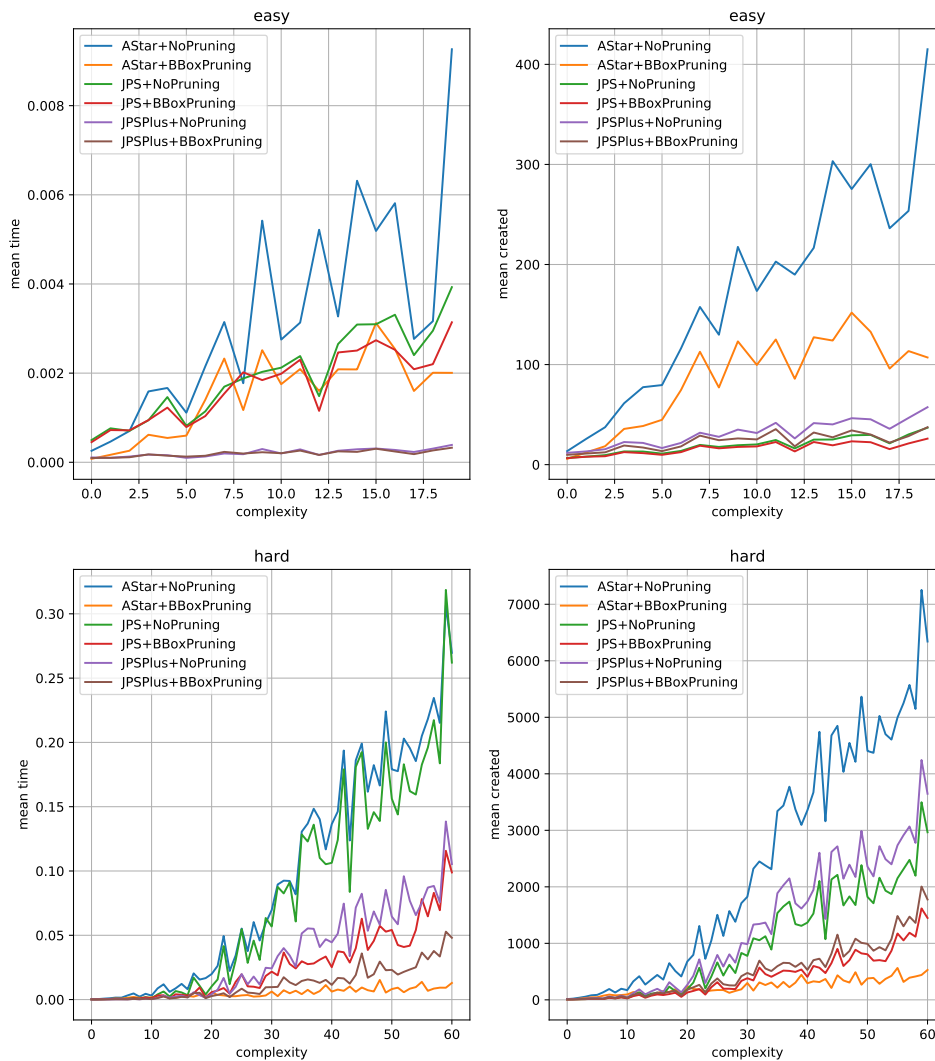 easy
AStar+NoPruning
AStar+BBoxPruning
JPS+NoPruning
JPS+BBoxPruning
JPSPlus+NoPruning
JPSPlus+BBoxPruning
0.008
0.006
0.004
0.002
0.000
mean time
0.0 2.5 5.0 7.5 10.0 12.5 15.0 17.5
complexity
easy
AStar+NoPruning
AStar+BBoxPruning
JPS+NoPruning
JPS+BBoxPruning
JPSPlus+NoPruning
JPSPlus+BBoxPruning
400
300
200
100
0
mean created
0.0 2.5 5.0 7.5 10.0 12.5 15.0 17.5
complexity
hard
AStar+NoPruning
AStar+BBoxPruning
JPS+NoPruning
JPS+BBoxPruning
JPSPlus+NoPruning
JPSPlus+BBoxPruning
0.30
0.25
0.20
0.15
0.10
0.05
0.00
mean time
0 10 20 30 40 50 60
complexity
hard
AStar+NoPruning
AStar+BBoxPruning
JPS+NoPruning
JPS+BBoxPruning
JPSPlus+NoPruning
JPSPlus+BBoxPruning
7000
6000
5000
4000
3000
2000
1000
0
mean created
0 10 20 30 40 50 60
complexity